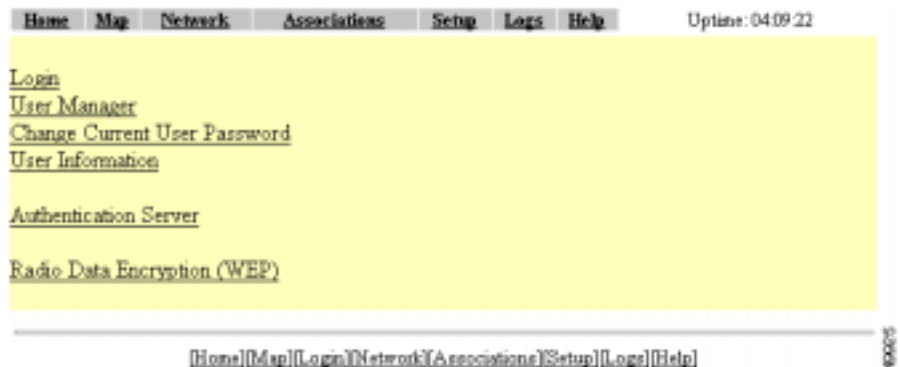 Home Map Network Associations Setup Logs Help Uptime: 04:09:22
Login
User Manager
Change Current User Password
User Information
Authentication Server
Radio Data Encryption (WEP)
[Home][Map][Login][Network][Associations][Setup][Logs][Help]